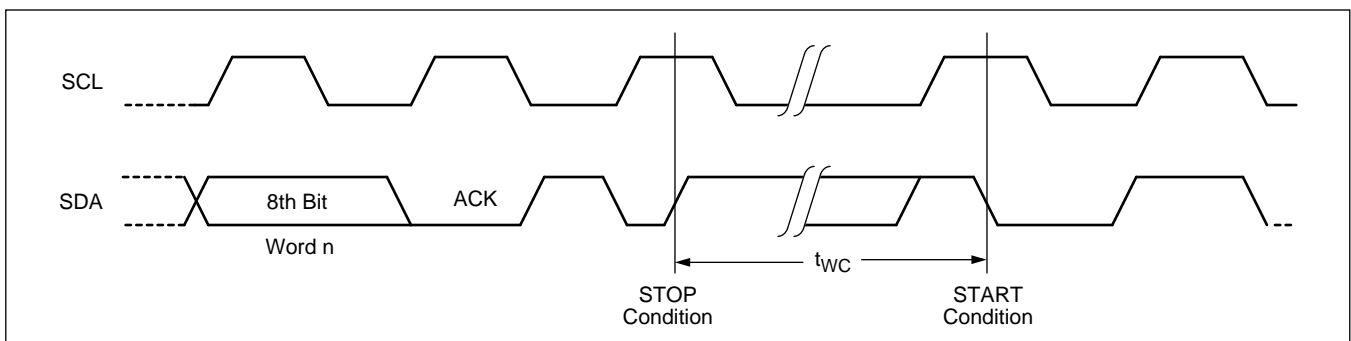 SCL
SDA
8th Bit
ACK
Word n
tWC
STOP
Condition
START
Condition